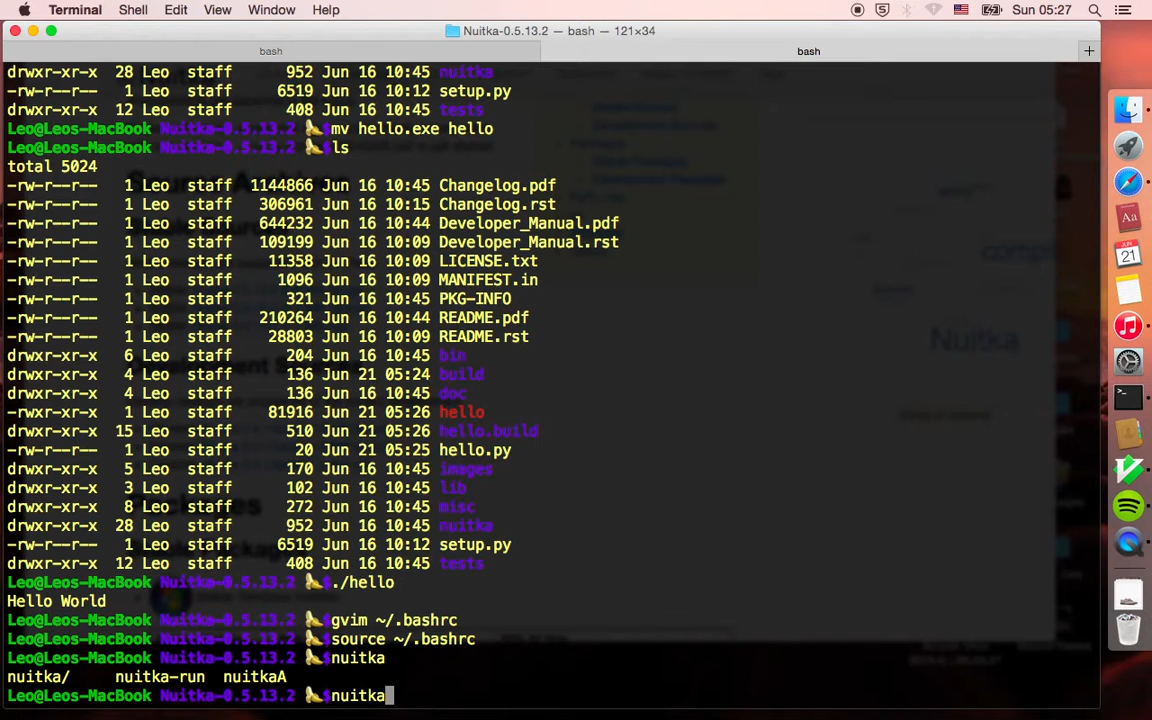 Terminal Shell Edit View Window Help Sun 05:27
Nuitka-0.5.13.2 — bash — 121×34
bash bash
drwxr-xr-x 28 Leo staff 952 Jun 16 10:45 nuitka
-rw-r--r-- 1 Leo staff 6519 Jun 16 10:12 setup.py
drwxr-xr-x 12 Leo staff 408 Jun 16 10:45 tests
Leo@Leos-MacBook Nuitka-0.5.13.2 🍌$mv hello.exe hello
Leo@Leos-MacBook Nuitka-0.5.13.2 🍌$ls
total 5024
-rw-r--r-- 1 Leo staff 1144866 Jun 16 10:45 Changelog.pdf
-rw-r--r-- 1 Leo staff 306961 Jun 16 10:15 Changelog.rst
-rw-r--r-- 1 Leo staff 644232 Jun 16 10:44 Developer_Manual.pdf
-rw-r--r-- 1 Leo staff 109199 Jun 16 10:09 Developer_Manual.rst
-rw-r--r-- 1 Leo staff 11358 Jun 16 10:09 LICENSE.txt
-rw-r--r-- 1 Leo staff 1096 Jun 16 10:09 MANIFEST.in
-rw-r--r-- 1 Leo staff 321 Jun 16 10:45 PKG-INFO
-rw-r--r-- 1 Leo staff 210264 Jun 16 10:44 README.pdf
-rw-r--r-- 1 Leo staff 28803 Jun 16 10:09 README.rst
drwxr-xr-x 6 Leo staff 204 Jun 16 10:45 bin
drwxr-xr-x 4 Leo staff 136 Jun 21 05:24 build
drwxr-xr-x 4 Leo staff 136 Jun 16 10:45 doc
-rwxr-xr-x 1 Leo staff 81916 Jun 21 05:26 hello
drwxr-xr-x 15 Leo staff 510 Jun 21 05:26 hello.build
-rw-r--r-- 1 Leo staff 20 Jun 21 05:25 hello.py
drwxr-xr-x 5 Leo staff 170 Jun 16 10:45 images
drwxr-xr-x 3 Leo staff 102 Jun 16 10:45 lib
drwxr-xr-x 8 Leo staff 272 Jun 16 10:45 misc
drwxr-xr-x 28 Leo staff 952 Jun 16 10:45 nuitka
-rw-r--r-- 1 Leo staff 6519 Jun 16 10:12 setup.py
drwxr-xr-x 12 Leo staff 408 Jun 16 10:45 tests
Leo@Leos-MacBook Nuitka-0.5.13.2 🍌$./hello
Hello World
Leo@Leos-MacBook Nuitka-0.5.13.2 🍌$gvim ~/.bashrc
Leo@Leos-MacBook Nuitka-0.5.13.2 🍌$source ~/.bashrc
Leo@Leos-MacBook Nuitka-0.5.13.2 🍌$nuitka
nuitka/ nuitka-run nuitkaA
Leo@Leos-MacBook Nuitka-0.5.13.2 🍌$nuitka